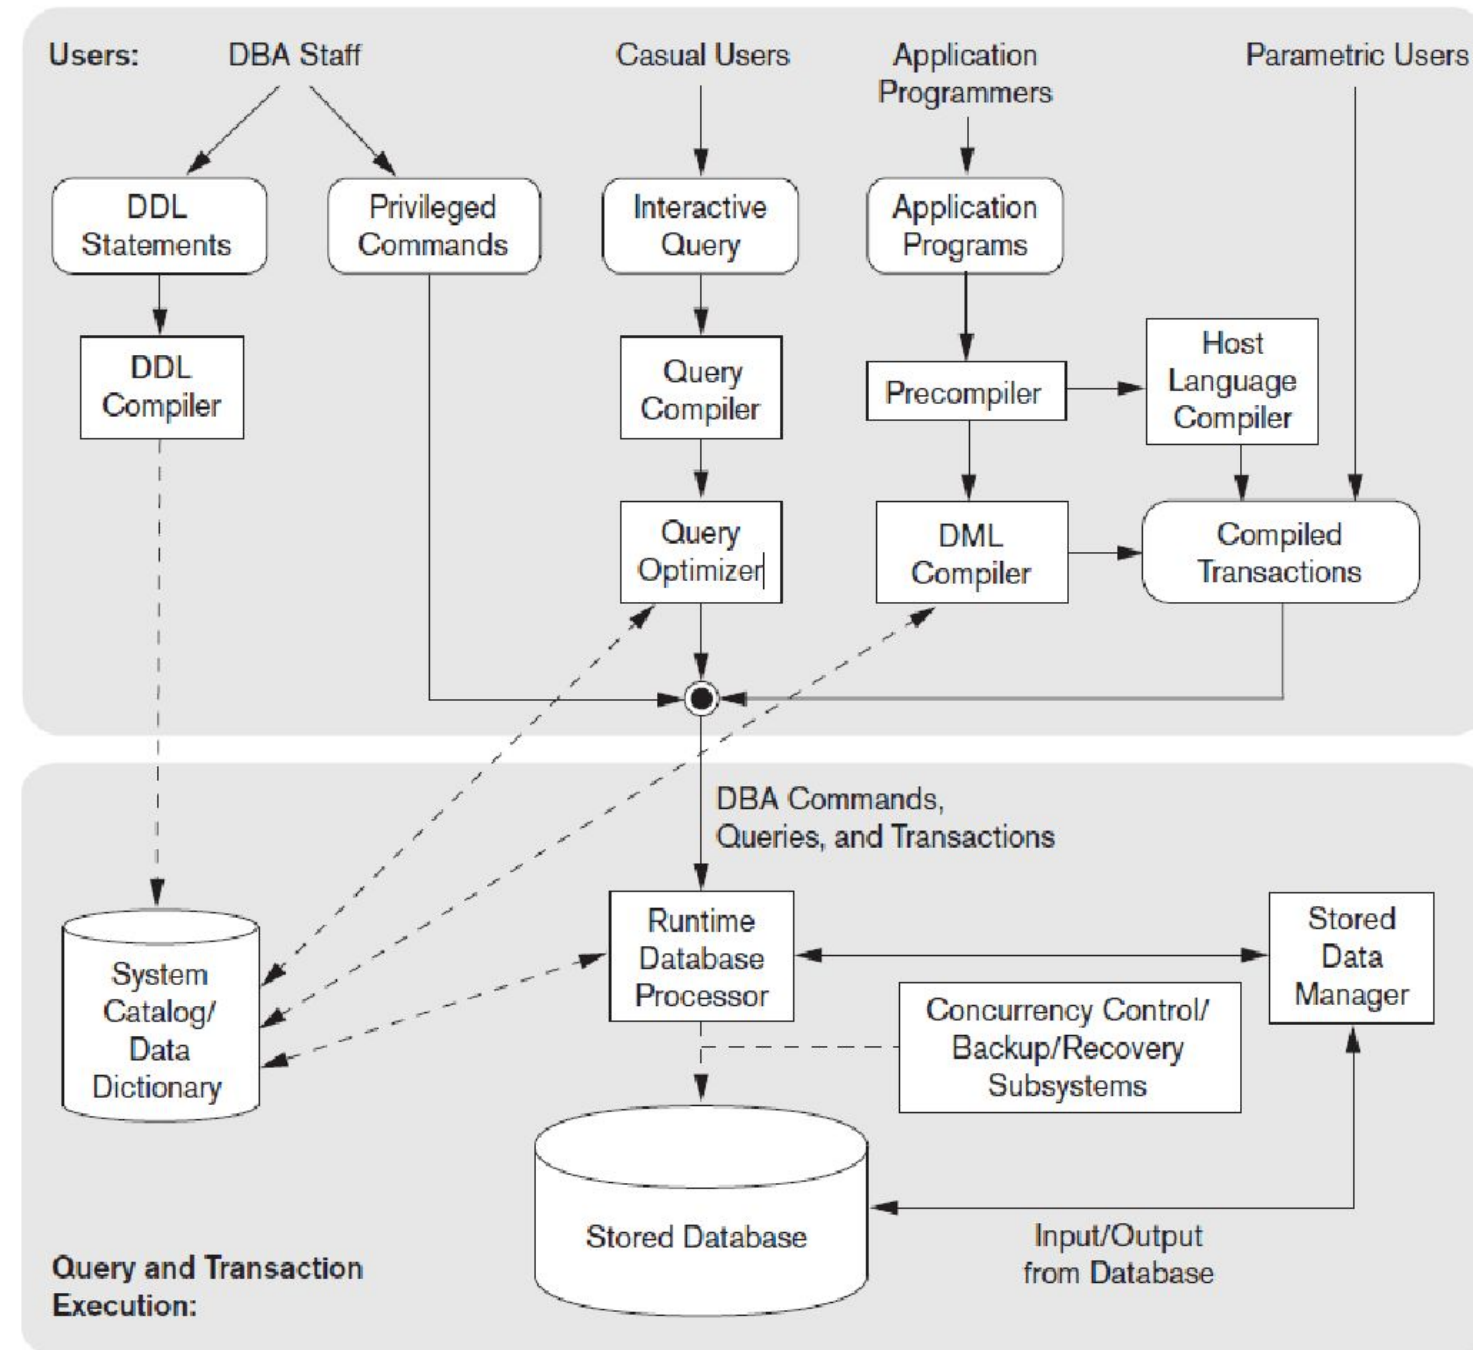 Users:
DBA Staff
Casual Users
Application
Programmers
Parametric Users
DDL
Statements
Privileged
Commands
Interactive
Query
Application
Programs
DDL
Compiler
Query
Compiler
Precompiler
Host
Language
Compiler
Query
Optimizer
DML
Compiler
Compiled
Transactions
DBA Commands,
Queries, and Transactions
System
Catalog/
Data
Dictionary
Runtime
Database
Processor
Stored
Data
Manager
Concurrency Control/
Backup/Recovery
Subsystems
Stored Database
Input/Output
from Database
Query and Transaction
Execution: